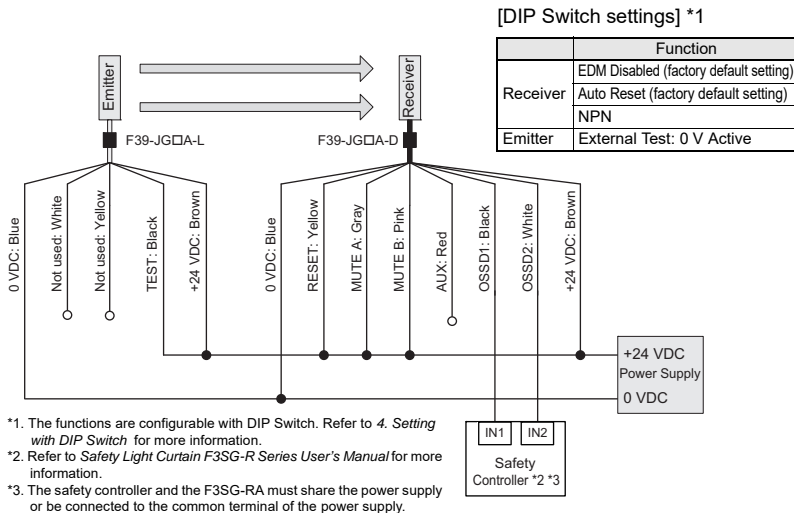 [DIP Switch settings] *1
Function
Receiver
EDM Disabled (factory default setting)
Auto Reset (factory default setting)
NPN
Emitter
External Test: 0 V Active
Emitter
Receiver
F39-JG□A-L
F39-JG□A-D
0 VDC: Blue
Not used: White
Not used: Yellow
TEST: Black
+24 VDC: Brown
0 VDC: Blue
RESET: Yellow
MUTE A: Gray
MUTE B: Pink
AUX: Red
OSSD1: Black
OSSD2: White
+24 VDC: Brown
+24 VDC
Power Supply
0 VDC
IN1
IN2
Safety
Controller *2 *3
*1. The functions are configurable with DIP Switch. Refer to 4. Setting
with DIP Switch for more information.
*2. Refer to Safety Light Curtain F3SG-R Series User's Manual for more
information.
*3. The safety controller and the F3SG-RA must share the power supply
or be connected to the common terminal of the power supply.